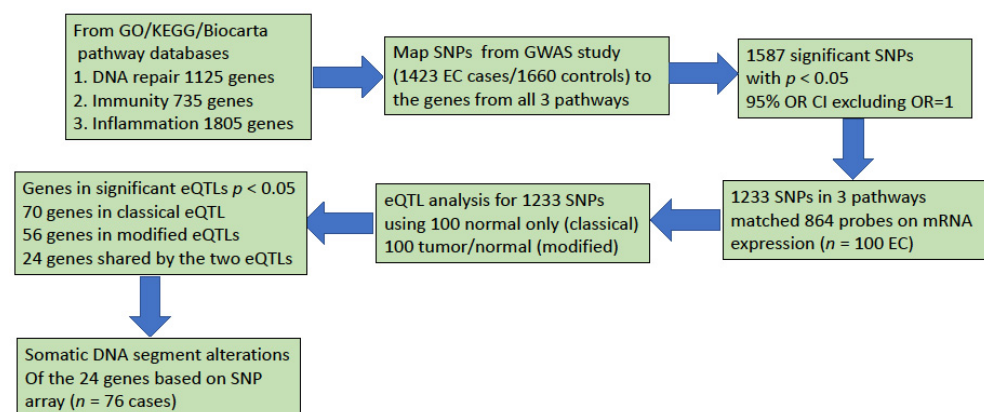 From GO/KEGG/Biocarta
pathway databases
1. DNA repair 1125 genes
2. Immunity 735 genes
3. Inflammation 1805 genes
Map SNPs from GWAS study
(1423 EC cases/1660 controls) to
the genes from all 3 pathways
1587 significant SNPs
with p < 0.05
95% OR CI excluding OR=1
1233 SNPs in 3 pathways
matched 864 probes on mRNA
expression (n = 100 EC)
eQTL analysis for 1233 SNPs
using 100 normal only (classical)
100 tumor/normal (modified)
Genes in significant eQTLs p < 0.05
70 genes in classical eQTL
56 genes in modified eQTLs
24 genes shared by the two eQTLs
Somatic DNA segment alterations
Of the 24 genes based on SNP
array (n = 76 cases)